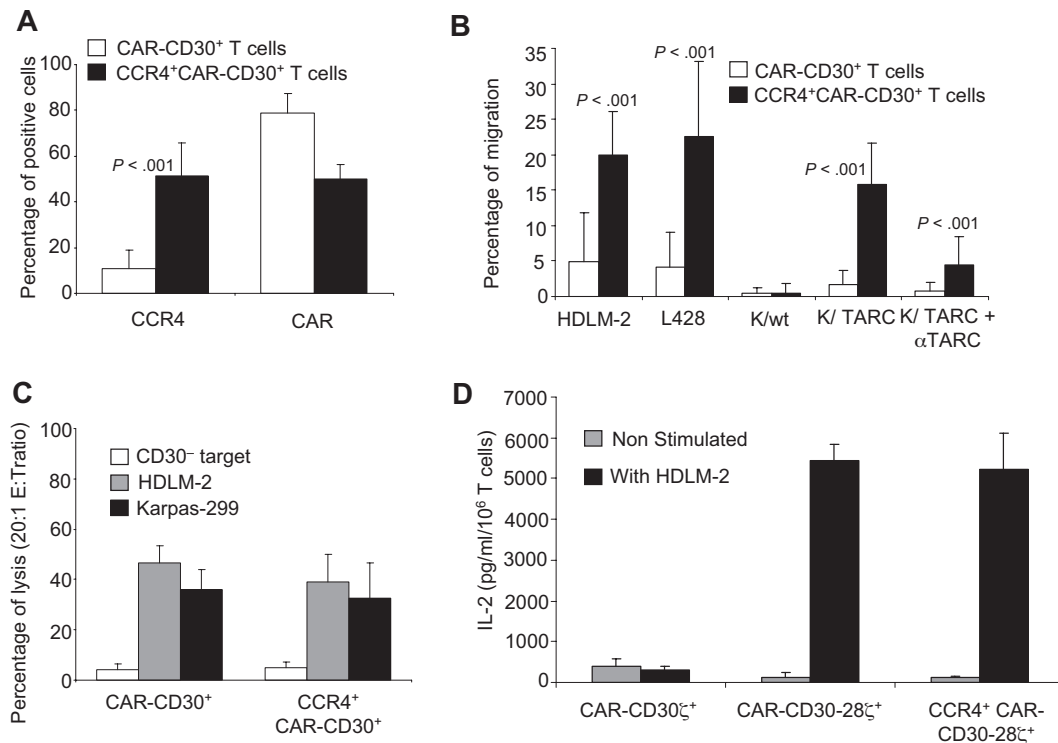 A
CAR-CD30⁺ T cells
CCR4⁺CAR-CD30⁺ T cells
Percentage of positive cells
100
80
60
40
20
0
P < .001
CCR4
CAR
B
CAR-CD30⁺ T cells
CCR4⁺CAR-CD30⁺ T cells
Percentage of migration
35
30
25
20
15
10
5
0
P < .001
P < .001
P < .001
P < .001
HDLM-2
L428
K/wt
K/ TARC
K/ TARC +
αTARC
C
CD30⁻ target
HDLM-2
Karpas-299
Percentage of lysis (20:1 E:Tratio)
100
80
60
40
20
0
CAR-CD30⁺
CCR4⁺
CAR-CD30⁺
D
Non Stimulated
With HDLM-2
IL-2 (pg/ml/10⁶ T cells)
7000
6000
5000
4000
3000
2000
1000
0
CAR-CD30ζ⁺
CAR-CD30-28ζ⁺
CCR4⁺ CAR-
CD30-28ζ⁺